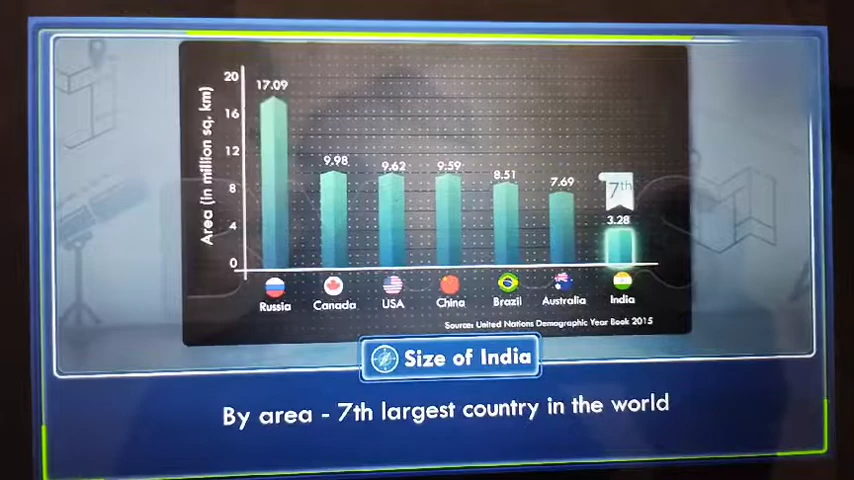 Area (in million sq. km)
20
16
12
8
4
0
17.09
9.98
9.62
9.59
8.51
7.69
7th
3.28
Russia
Canada
USA
China
Brazil
Australia
India
Source: United Nations Demographic Year Book 2015
Size of India
By area - 7th largest country in the world